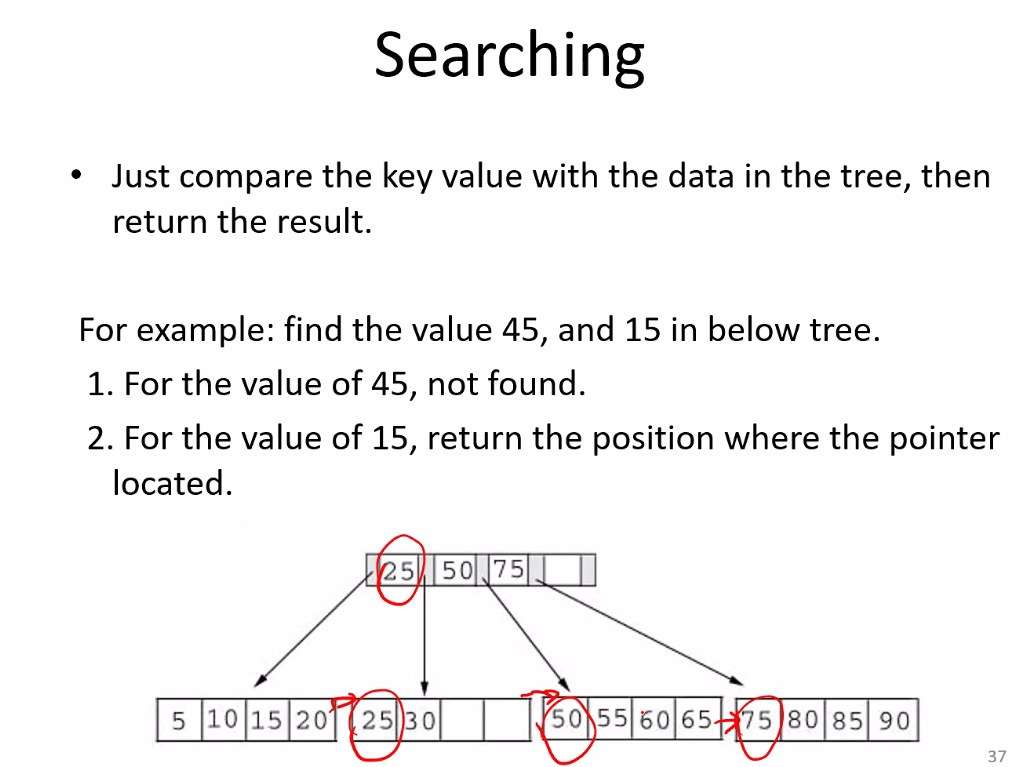 Searching
• Just compare the key value with the data in the tree, then
return the result.
For example: find the value 45, and 15 in below tree.
1. For the value of 45, not found.
2. For the value of 15, return the position where the pointer
located.
25 50 75
5 10 15 20 25 30 50 55 60 65 75 80 85 90
37